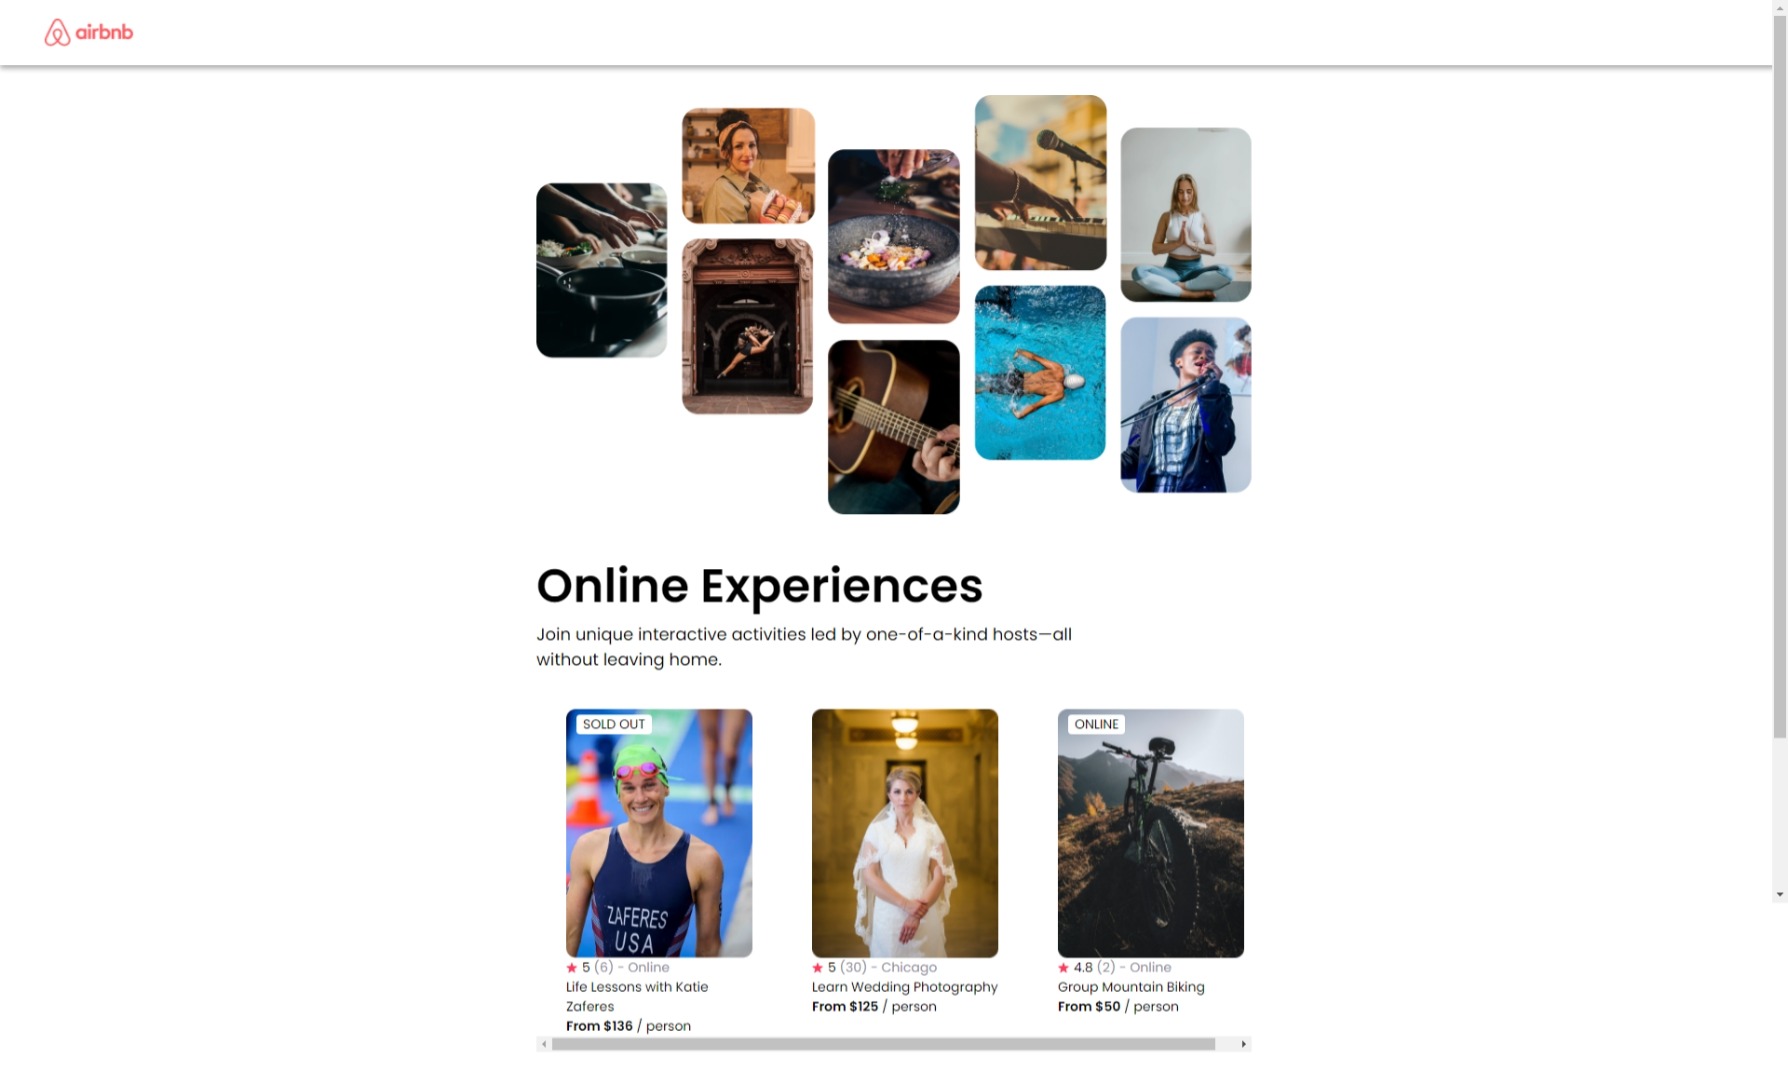 airbnb
Online Experiences
Join unique interactive activities led by one-of-a-kind hosts—all
without leaving home.
SOLD OUT
ZAFERES
USA
5 (6) - Online
Life Lessons with Katie
Zaferes
From $136 / person
5 (30) - Chicago
Learn Wedding Photography
From $125 / person
ONLINE
4.8 (2) - Online
Group Mountain Biking
From $50 / person